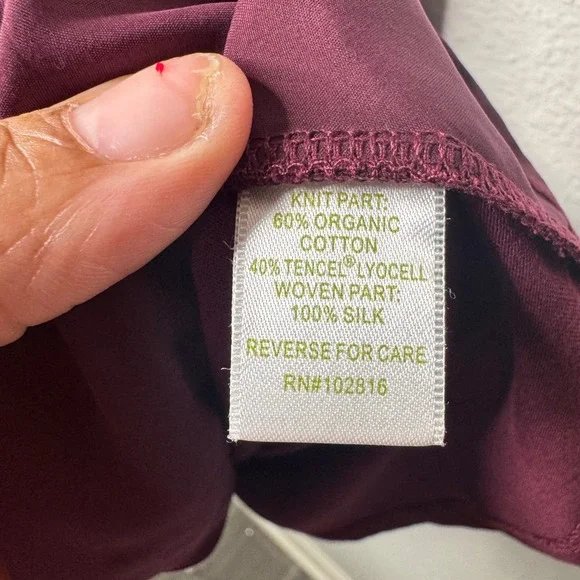 KNIT PART:
60% ORGANIC
COTTON
40% TENCEL® LYOCELL
WOVEN PART:
100% SILK
REVERSE FOR CARE
RN#102816